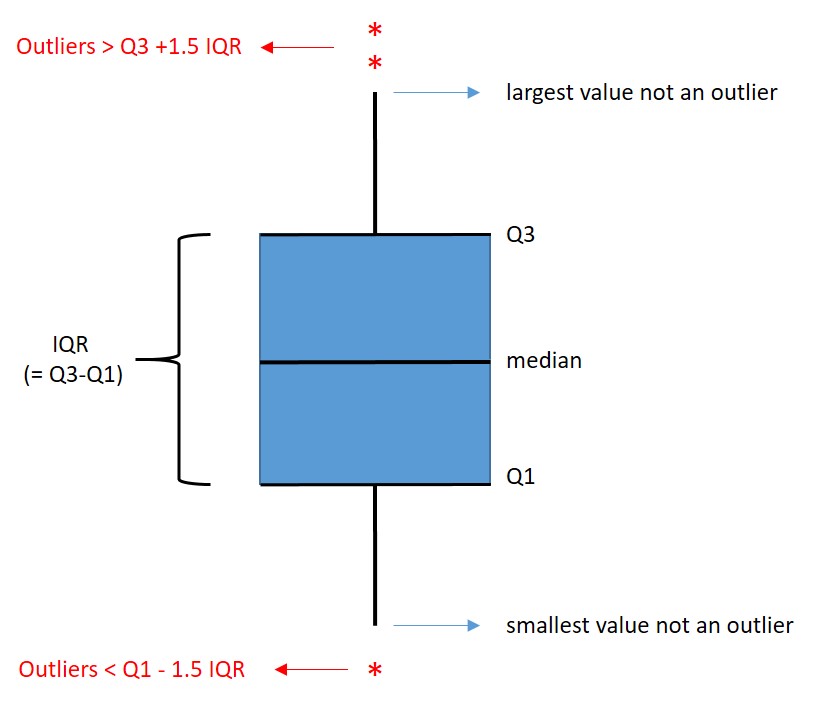 Outliers > Q3 +1.5 IQR
*
*
largest value not an outlier
Q3
IQR
(= Q3-Q1)
median
Q1
smallest value not an outlier
Outliers < Q1 - 1.5 IQR
*